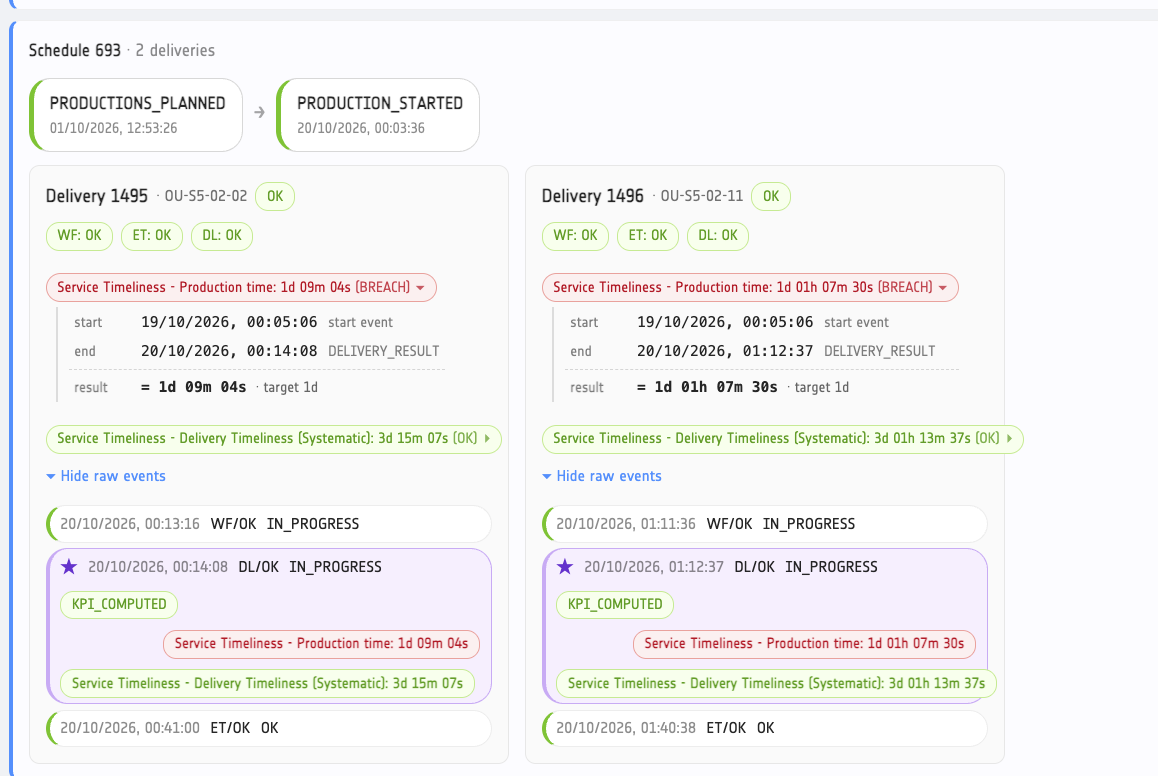 Schedule 693 · 2 deliveries
PRODUCTIONS_PLANNED
01/10/2026, 12:53:26
→
PRODUCTION_STARTED
20/10/2026, 00:03:36
Delivery 1495 · OU-S5-02-02 OK
WF: OK ET: OK DL: OK
Service Timeliness - Production time: 1d 09m 04s (BREACH)
start 19/10/2026, 00:05:06 start event
end 20/10/2026, 00:14:08 DELIVERY_RESULT
result = 1d 09m 04s · target 1d
Service Timeliness - Delivery Timeliness (Systematic): 3d 15m 07s (OK)
Hide raw events
20/10/2026, 00:13:16 WF/OK IN_PROGRESS
20/10/2026, 00:14:08 DL/OK IN_PROGRESS
KPI_COMPUTED
Service Timeliness - Production time: 1d 09m 04s
Service Timeliness - Delivery Timeliness (Systematic): 3d 15m 07s
20/10/2026, 00:41:00 ET/OK OK
Delivery 1496 · OU-S5-02-11 OK
WF: OK ET: OK DL: OK
Service Timeliness - Production time: 1d 01h 07m 30s (BREACH)
start 19/10/2026, 00:05:06 start event
end 20/10/2026, 01:12:37 DELIVERY_RESULT
result = 1d 01h 07m 30s · target 1d
Service Timeliness - Delivery Timeliness (Systematic): 3d 01h 13m 37s (OK)
Hide raw events
20/10/2026, 01:11:36 WF/OK IN_PROGRESS
20/10/2026, 01:12:37 DL/OK IN_PROGRESS
KPI_COMPUTED
Service Timeliness - Production time: 1d 01h 07m 30s
Service Timeliness - Delivery Timeliness (Systematic): 3d 01h 13m 37s
20/10/2026, 01:40:38 ET/OK OK